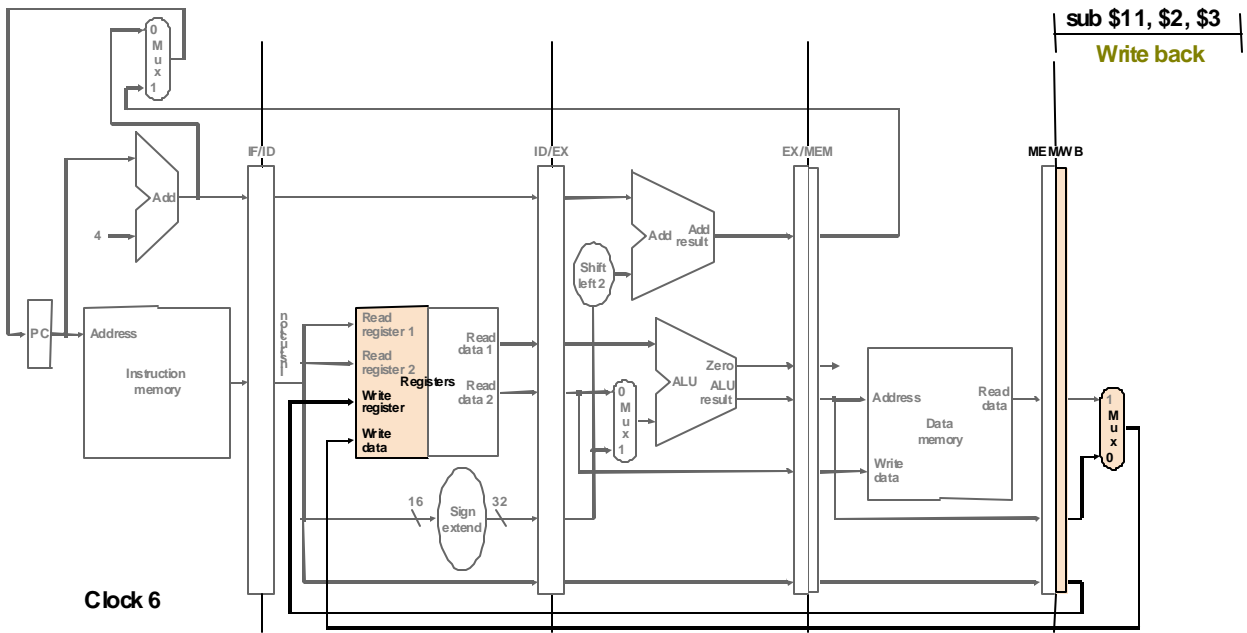 sub $11, $2, $3
Write back
0
M
u
x
1
IF/ID
ID/EX
EX/MEM
MEMWB
Add
4
Add
Add
result
Shift
left 2
PC
Address
Instruction
memory
Instruction
Read
register 1
Read
register 2
Registers
Write
register
Write
data
Read
data 1
Read
data 2
0
M
u
x
1
Zero
ALU
ALU
result
Address
Read
data
Data
memory
Write
data
1
M
u
x
0
16
Sign
extend
32
Clock 6